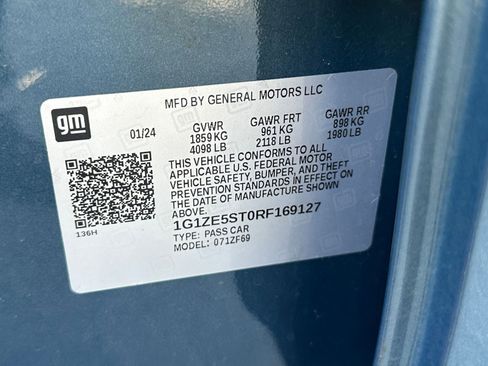 MFD BY GENERAL MOTORS LLC
gm
01/24 GVWR GAWR FRT GAWR RR
1859 KG 961 KG 898 KG
4098 LB 2118 LB 1980 LB
THIS VEHICLE CONFORMS TO ALL
APPLICABLE U.S. FEDERAL MOTOR
VEHICLE SAFETY, BUMPER, AND THEFT
PREVENTION STANDARDS IN EFFECT ON
THE DATE OF MANUFACTURE SHOWN
ABOVE.
1G1ZE5ST0RF169127
TYPE: PASS CAR
MODEL: 071ZF69
136H